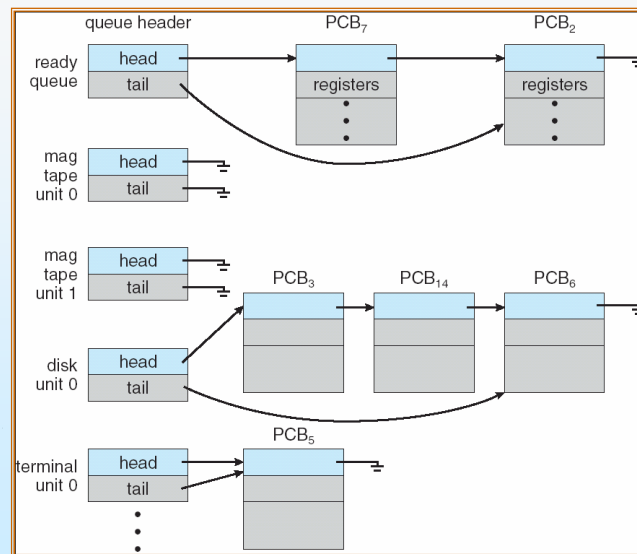 queue header
PCB7
PCB2
ready
queue
head
tail
registers
registers
mag
tape
unit 0
head
tail
mag
tape
unit 1
head
tail
PCB3
PCB14
PCB6
disk
unit 0
head
tail
PCB5
terminal
unit 0
head
tail